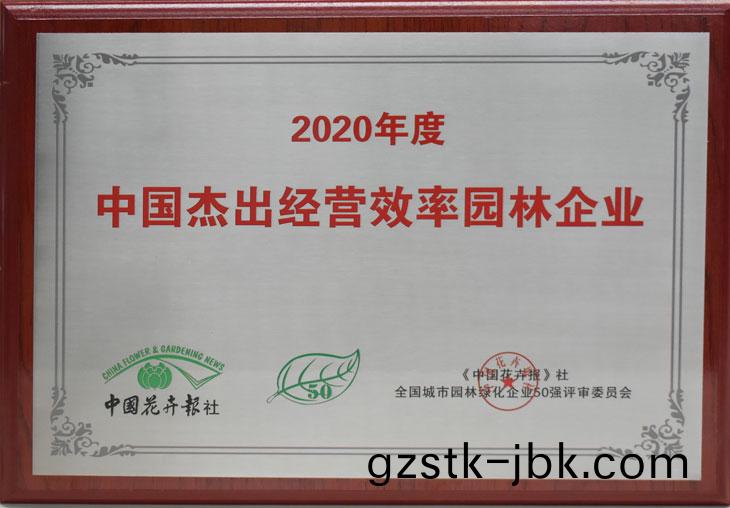 2020年度
中国杰出经营效率园林企业
CHINA FLOWER & GARDENING NEWS
中國花卉報社
50
《中国花卉报》社
全国城市园林绿化企业50强评审委员会
gzstk-jbk.com